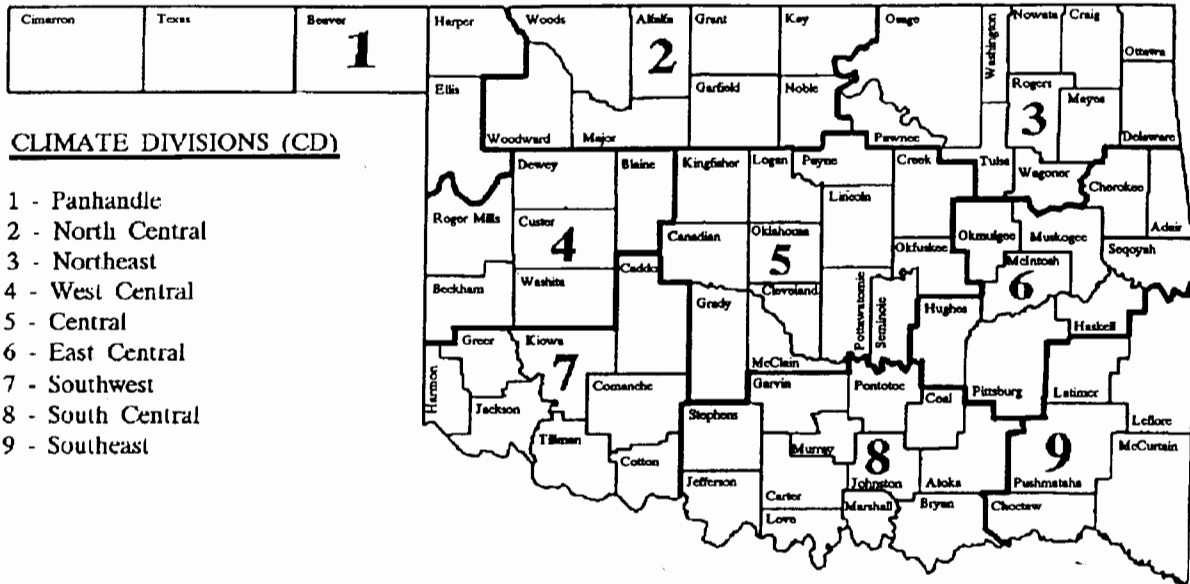 Cimarron
Texas
Beaver
Harper
Woods
Alfalfa
Grant
Kay
Osage
Washington
Nowata
Craig
Ottawa
1
2
Ellis
Woodward
Major
Garfield
Noble
Pawnee
Rogers
Mayes
3
Delaware
CLIMATE DIVISIONS (CD)
1 - Panhandle
2 - North Central
3 - Northeast
4 - West Central
5 - Central
6 - East Central
7 - Southwest
8 - South Central
9 - Southeast
Dewey
Blaine
Kingfisher
Logan
Payne
Creek
Tulsa
Wagoner
Cherokee
Adair
Roger Mills
Custer
4
Canadian
Oklahoma
5
Lincoln
Okfuskee
Okmulgee
Muskogee
McIntosh
6
Seqoyah
Beckham
Washita
Caddo
Grady
Cleveland
Pottawatomie
Seminole
Hughes
Haskell
McClain
Harmon
Greer
Kiowa
7
Jackson
Comanche
Tillman
Cotton
Stephens
Jefferson
Garvin
Pontotoc
Coal
Pittsburg
Latimer
Leflore
McCurtain
Murray
8
Johnston
Atoka
9
Pushmataha
Carter
Love
Marshall
Bryan
Choctaw